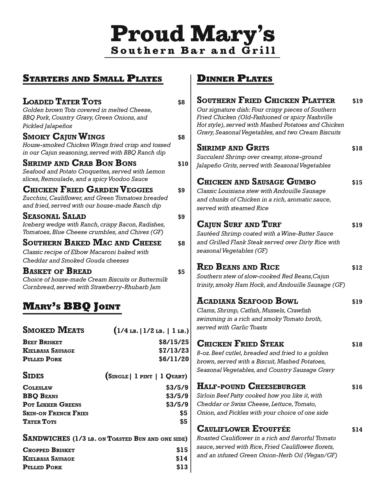 Proud Mary's
Southern Bar and Grill
Starters and Small Plates
Loaded Tater Tots $8
Golden brown Tots covered in melted Cheese,
BBQ Pork, Country Gravy, Green Onions, and
Pickled Jalapeños
Smoky Cajun Wings $8
House-smoked Chicken Wings fried crisp and tossed
in our Cajun seasoning, served with BBQ Ranch dip
Shrimp and Crab Bon Bons $10
Seafood and Potato Croquettes, served with Lemon
slices, Remoulade, and a spicy Voodoo Sauce
Chicken Fried Garden Veggies $9
Zucchini, Cauliflower, and Green Tomatoes breaded
and fried, served with our house-made Ranch dip
Seasonal Salad $9
Iceberg wedge with Ranch, crispy Bacon, Radishes,
Tomatoes, Blue Cheese crumbles, and Chives (GF)
Southern Baked Mac and Cheese $8
Classic recipe of Elbow Macaroni baked with
Cheddar and Smoked Gouda cheeses
Basket of Bread $5
Choice of house-made Cream Biscuits or Buttermilk
Cornbread, served with Strawberry-Rhubarb Jam
Mary's BBQ Joint
Smoked Meats (1/4 lb. | 1/2 lb. | 1 lb.)
Beef Brisket $8/15/25
Kielbasa Sausage $7/13/23
Pulled Pork $6/11/20
Sides (Single | 1 pint | 1 Quart)
Coleslaw $3/5/9
BBQ Beans $3/5/9
Pot Likker Greens $3/5/9
Skin-on French Fries $5
Tater Tots $5
Sandwiches (1/3 lb. on Toasted Bun and one side)
Chopped Brisket $15
Kielbasa Sausage $14
Pulled Pork $13
Dinner Plates
Southern Fried Chicken Platter $19
Our signature dish: Four crispy pieces of Southern
Fried Chicken (Old-Fashioned or spicy Nashville
Hot style), served with Mashed Potatoes and Chicken
Gravy, Seasonal Vegetables, and two Cream Biscuits
Shrimp and Grits $18
Succulent Shrimp over creamy, stone-ground
Jalapeño Grits, served with Seasonal Vegetables
Chicken and Sausage Gumbo $15
Classic Louisiana stew with Andouille Sausage
and chunks of Chicken in a rich, aromatic sauce,
served with steamed Rice
Cajun Surf and Turf $19
Sautéed Shrimp coated in a Wine-Butter Sauce
and Grilled Flank Steak served over Dirty Rice with
seasonal Vegetables (GF)
Red Beans and Rice $12
Southern stew of slow-cooked Red Beans,Cajun
trinity, smoky Ham Hock, and Andouille Sausage (GF)
Acadiana Seafood Bowl $19
Clams, Shrimp, Catfish, Mussels, Crawfish
swimming in a rich and smoky Tomato broth,
served with Garlic Toasts
Chicken Fried Steak $18
8-oz. Beef cutlet, breaded and fried to a golden
brown, served with a Biscuit, Mashed Potatoes,
Seasonal Vegetables, and Country Sausage Gravy
Half-pound Cheeseburger $16
Sirloin Beef Patty cooked how you like it, with
Cheddar or Swiss Cheese, Lettuce, Tomato,
Onion, and Pickles with your choice of one side
Cauliflower Etouffée $14
Roasted Cauliflower in a rich and flavorful Tomato
sauce, served with Rice, Fried Cauliflower florets,
and an infused Green Onion-Herb Oil (Vegan/GF)